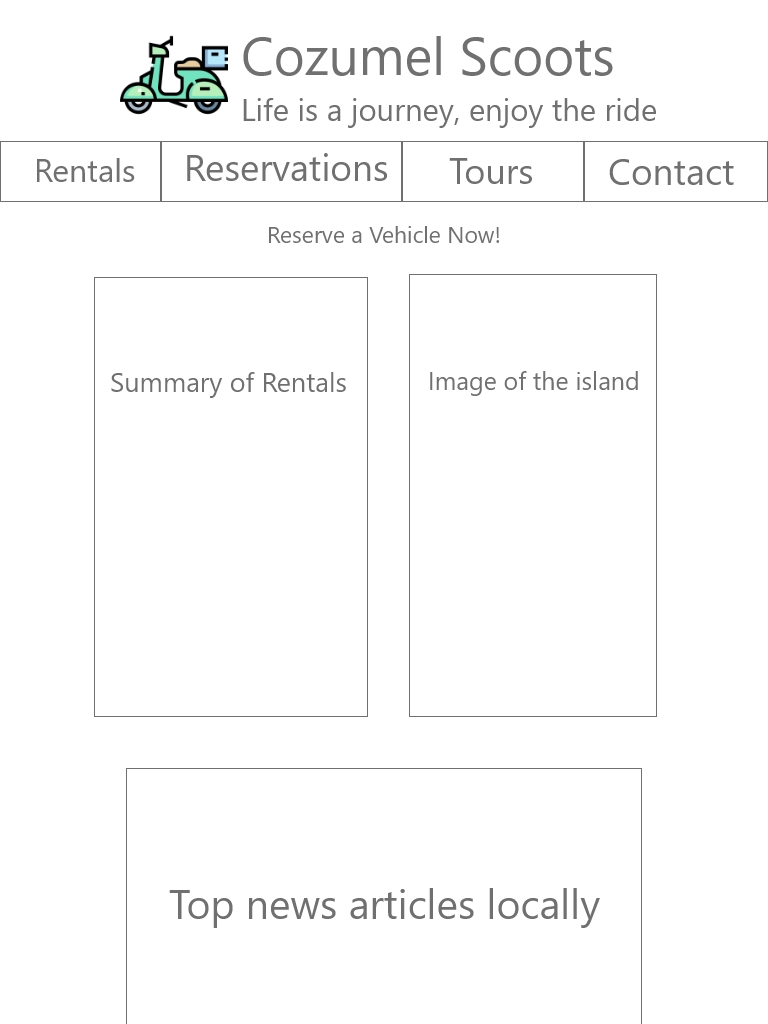 Cozumel Scoots
Life is a journey, enjoy the ride
Rentals
Reservations
Tours
Contact
Reserve a Vehicle Now!
Summary of Rentals
Image of the island
Top news articles locally